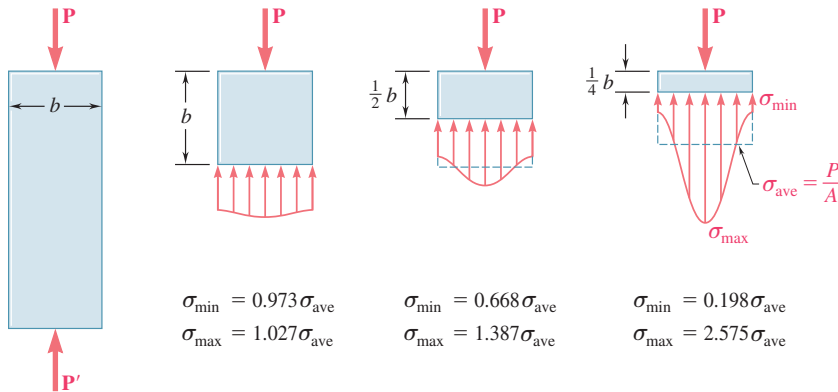 P
P
P
P
b
b
1/2 b
1/4 b
σmin
σave = P/A
σmax
P′
σmin = 0.973σave
σmax = 1.027σave
σmin = 0.668σave
σmax = 1.387σave
σmin = 0.198σave
σmax = 2.575σave